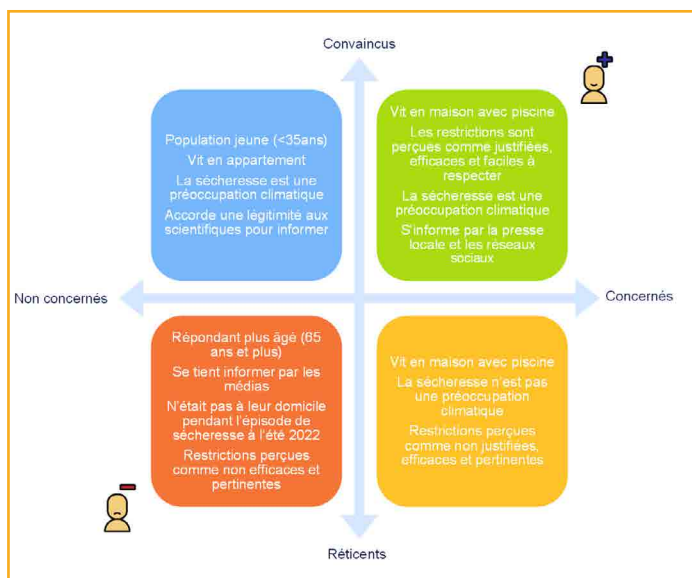 Convaincus
Population jeune (<35ans)
Vit en appartement
La sécheresse est une
préoccupation climatique
Accorde une légitimité aux
scientifiques pour informer
Vit en maison avec piscine
Les restrictions sont
perçues comme justifiées,
efficaces et faciles à
respecter
La sécheresse est une
préoccupation climatique
S'informe par la presse
locale et les réseaux
sociaux
Non concernés
Concernés
Répondant plus âgé (65
ans et plus)
Se tient informer par les
médias
N'était pas à leur domicile
pendant l'épisode de
sécheresse à l'été 2022
Restrictions perçues
comme non efficaces et
pertinentes
Vit en maison avec piscine
La sécheresse n'est pas
une préoccupation
climatique
Restrictions perçues
comme non justifiées,
efficaces et pertinentes
Réticents